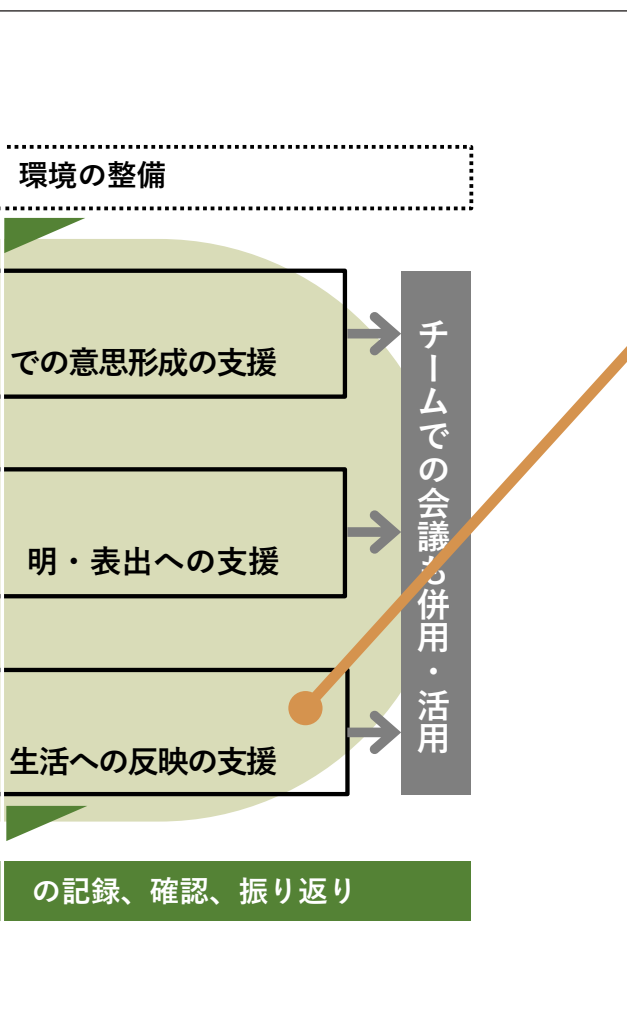 環境の整備
での意思形成の支援
明・表出への支援
生活への反映の支援
チームでの会議も併用・活用
の記録、確認、振り返り